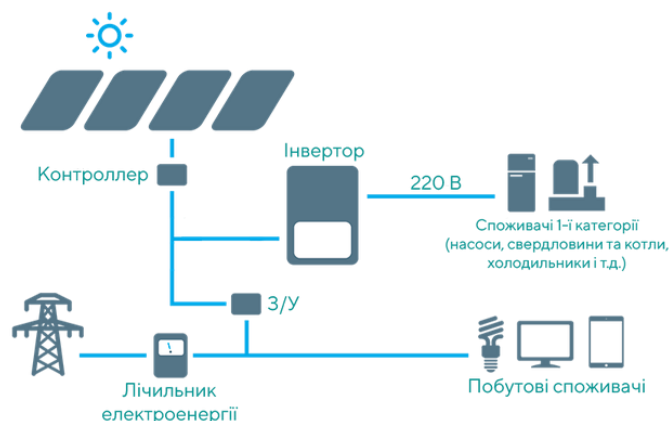 Інвертор
Контроллер
220 В
Споживачі 1-ї категорії
(насоси, свердловини та котли,
холодильники і т.д.)
З/У
Лічильник
електроенергії
Побутові споживачі